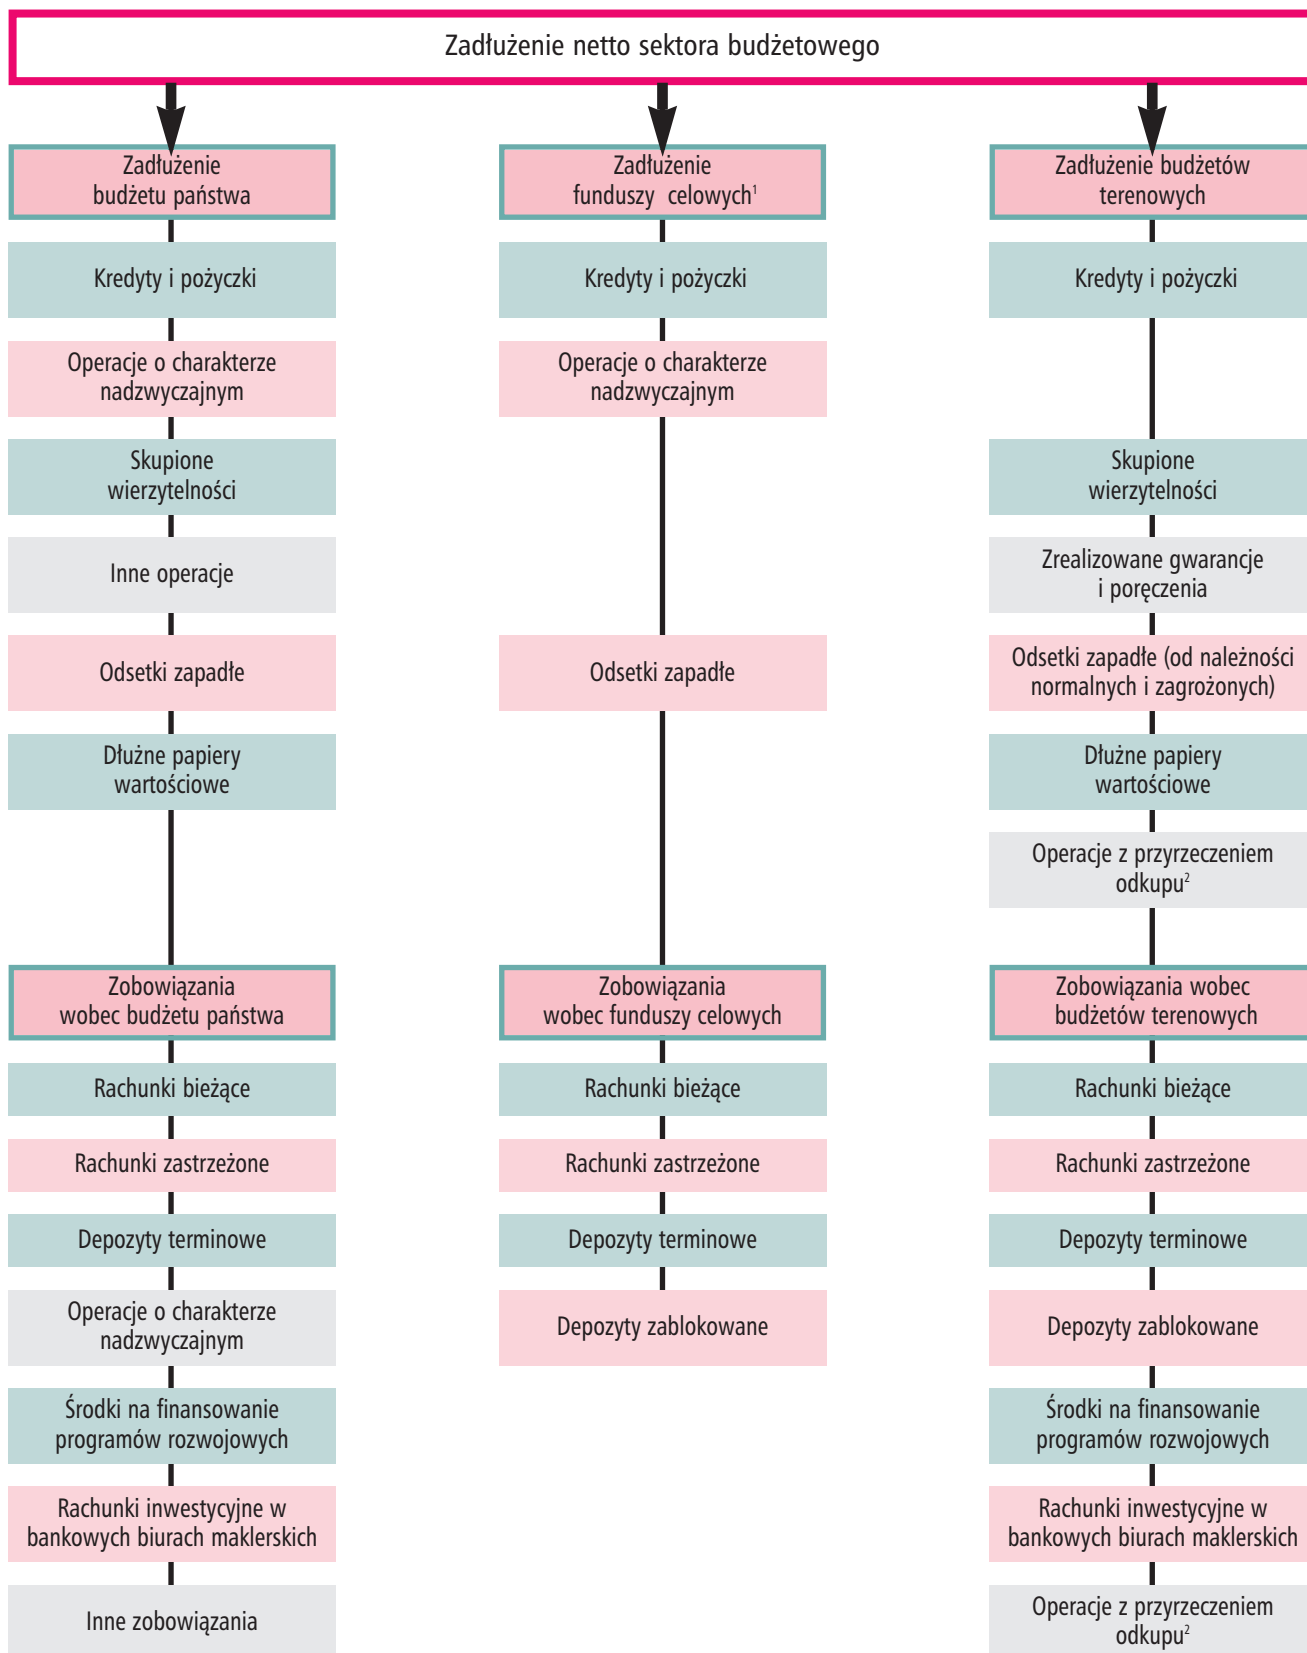 Zadłużenie netto sektora budżetowego
Zadłużenie
budżetu państwa
Kredyty i pożyczki
Operacje o charakterze
nadzwyczajnym
Skupione
wierzytelności
Inne operacje
Odsetki zapadłe
Dłużne papiery
wartościowe
Zobowiązania
wobec budżetu państwa
Rachunki bieżące
Rachunki zastrzeżone
Depozyty terminowe
Operacje o charakterze
nadzwyczajnym
Środki na finansowanie
programów rozwojowych
Rachunki inwestycyjne w
bankowych biurach maklerskich
Inne zobowiązania
Zadłużenie
funduszy celowych¹
Kredyty i pożyczki
Operacje o charakterze
nadzwyczajnym
Odsetki zapadłe
Zobowiązania
wobec funduszy celowych
Rachunki bieżące
Rachunki zastrzeżone
Depozyty terminowe
Depozyty zablokowane
Zadłużenie budżetów
terenowych
Kredyty i pożyczki
Skupione
wierzytelności
Zrealizowane gwarancje
i poręczenia
Odsetki zapadłe (od należności
normalnych i zagrożonych)
Dłużne papiery
wartościowe
Operacje z przyrzeczeniem
odkupu²
Zobowiązania wobec
budżetów terenowych
Rachunki bieżące
Rachunki zastrzeżone
Depozyty terminowe
Depozyty zablokowane
Środki na finansowanie
programów rozwojowych
Rachunki inwestycyjne w
bankowych biurach maklerskich
Operacje z przyrzeczeniem
odkupu²